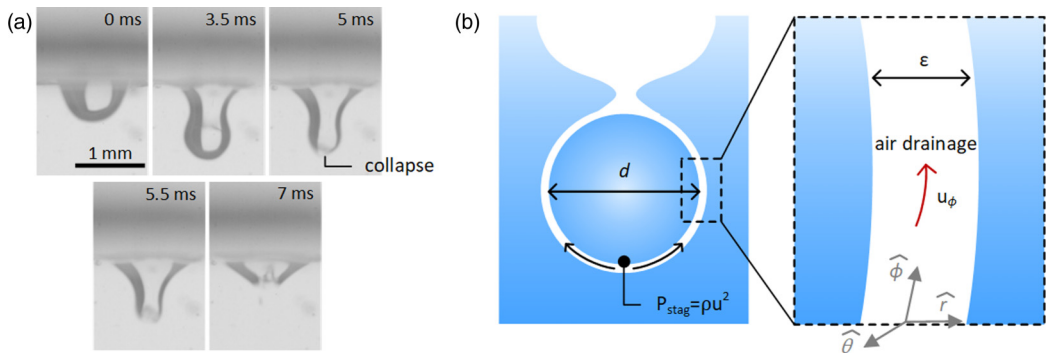 (a)
0 ms
3.5 ms
5 ms
1 mm
collapse
5.5 ms
7 ms
(b)
d
P_stag=ρu²
ε
air drainage
u_ϕ
ϕ̂
r̂
θ̂